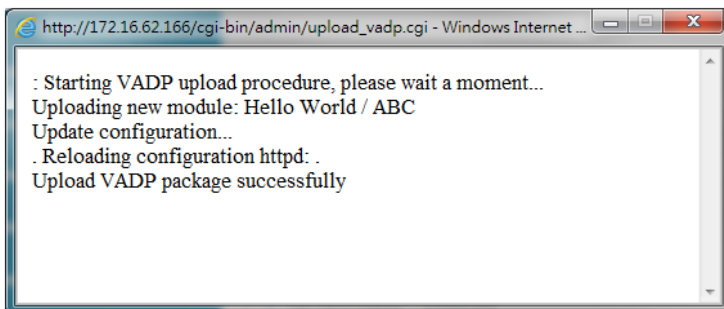 http://172.16.62.166/cgi-bin/admin/upload_vadp.cgi - Windows Internet ...
: Starting VADP upload procedure, please wait a moment...
Uploading new module: Hello World / ABC
Update configuration...
. Reloading configuration httpd: .
Upload VADP package successfully